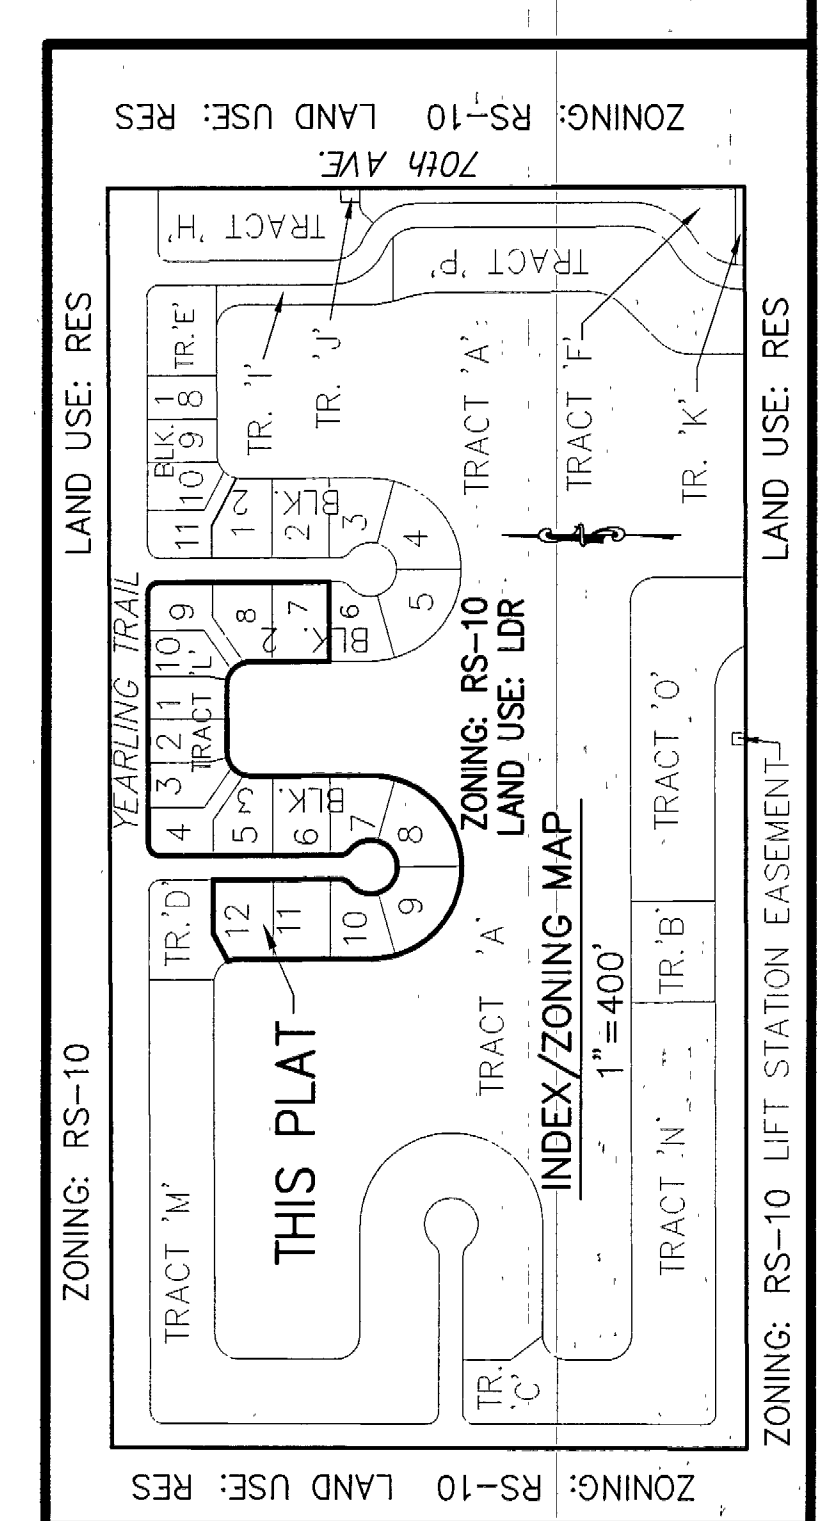 ZONING: RS-10 LAND USE: RES
70th AVE.
LAND USE: RES
ZONING: RS-10
YEARLING TRAIL
TRACT 'H'
TRACT 'P'
TR.'E'
TR. 'I'
TR. 'J'
TRACT 'A'
TRACT 'F'
TR. 'K'
BLK. 1
8
9
10
11
BLK. 2
1
2
3
4
5
6
BLK 2
7
8
9
10
TRACT 'L'
1
2
3
4
BLK. 3
5
6
7
8
9
10
11
12
TR.'D'
ZONING: RS-10
LAND USE: LDR
TRACT 'O'
TR.'B'
TRACT 'A'
THIS PLAT
INDEX/ZONING MAP
1"=400'
TRACT 'M'
TRACT 'N'
TR. 'C'
LAND USE: RES
LIFT STATION EASEMENT
ZONING: RS-10
ZONING: RS-10 LAND USE: RES